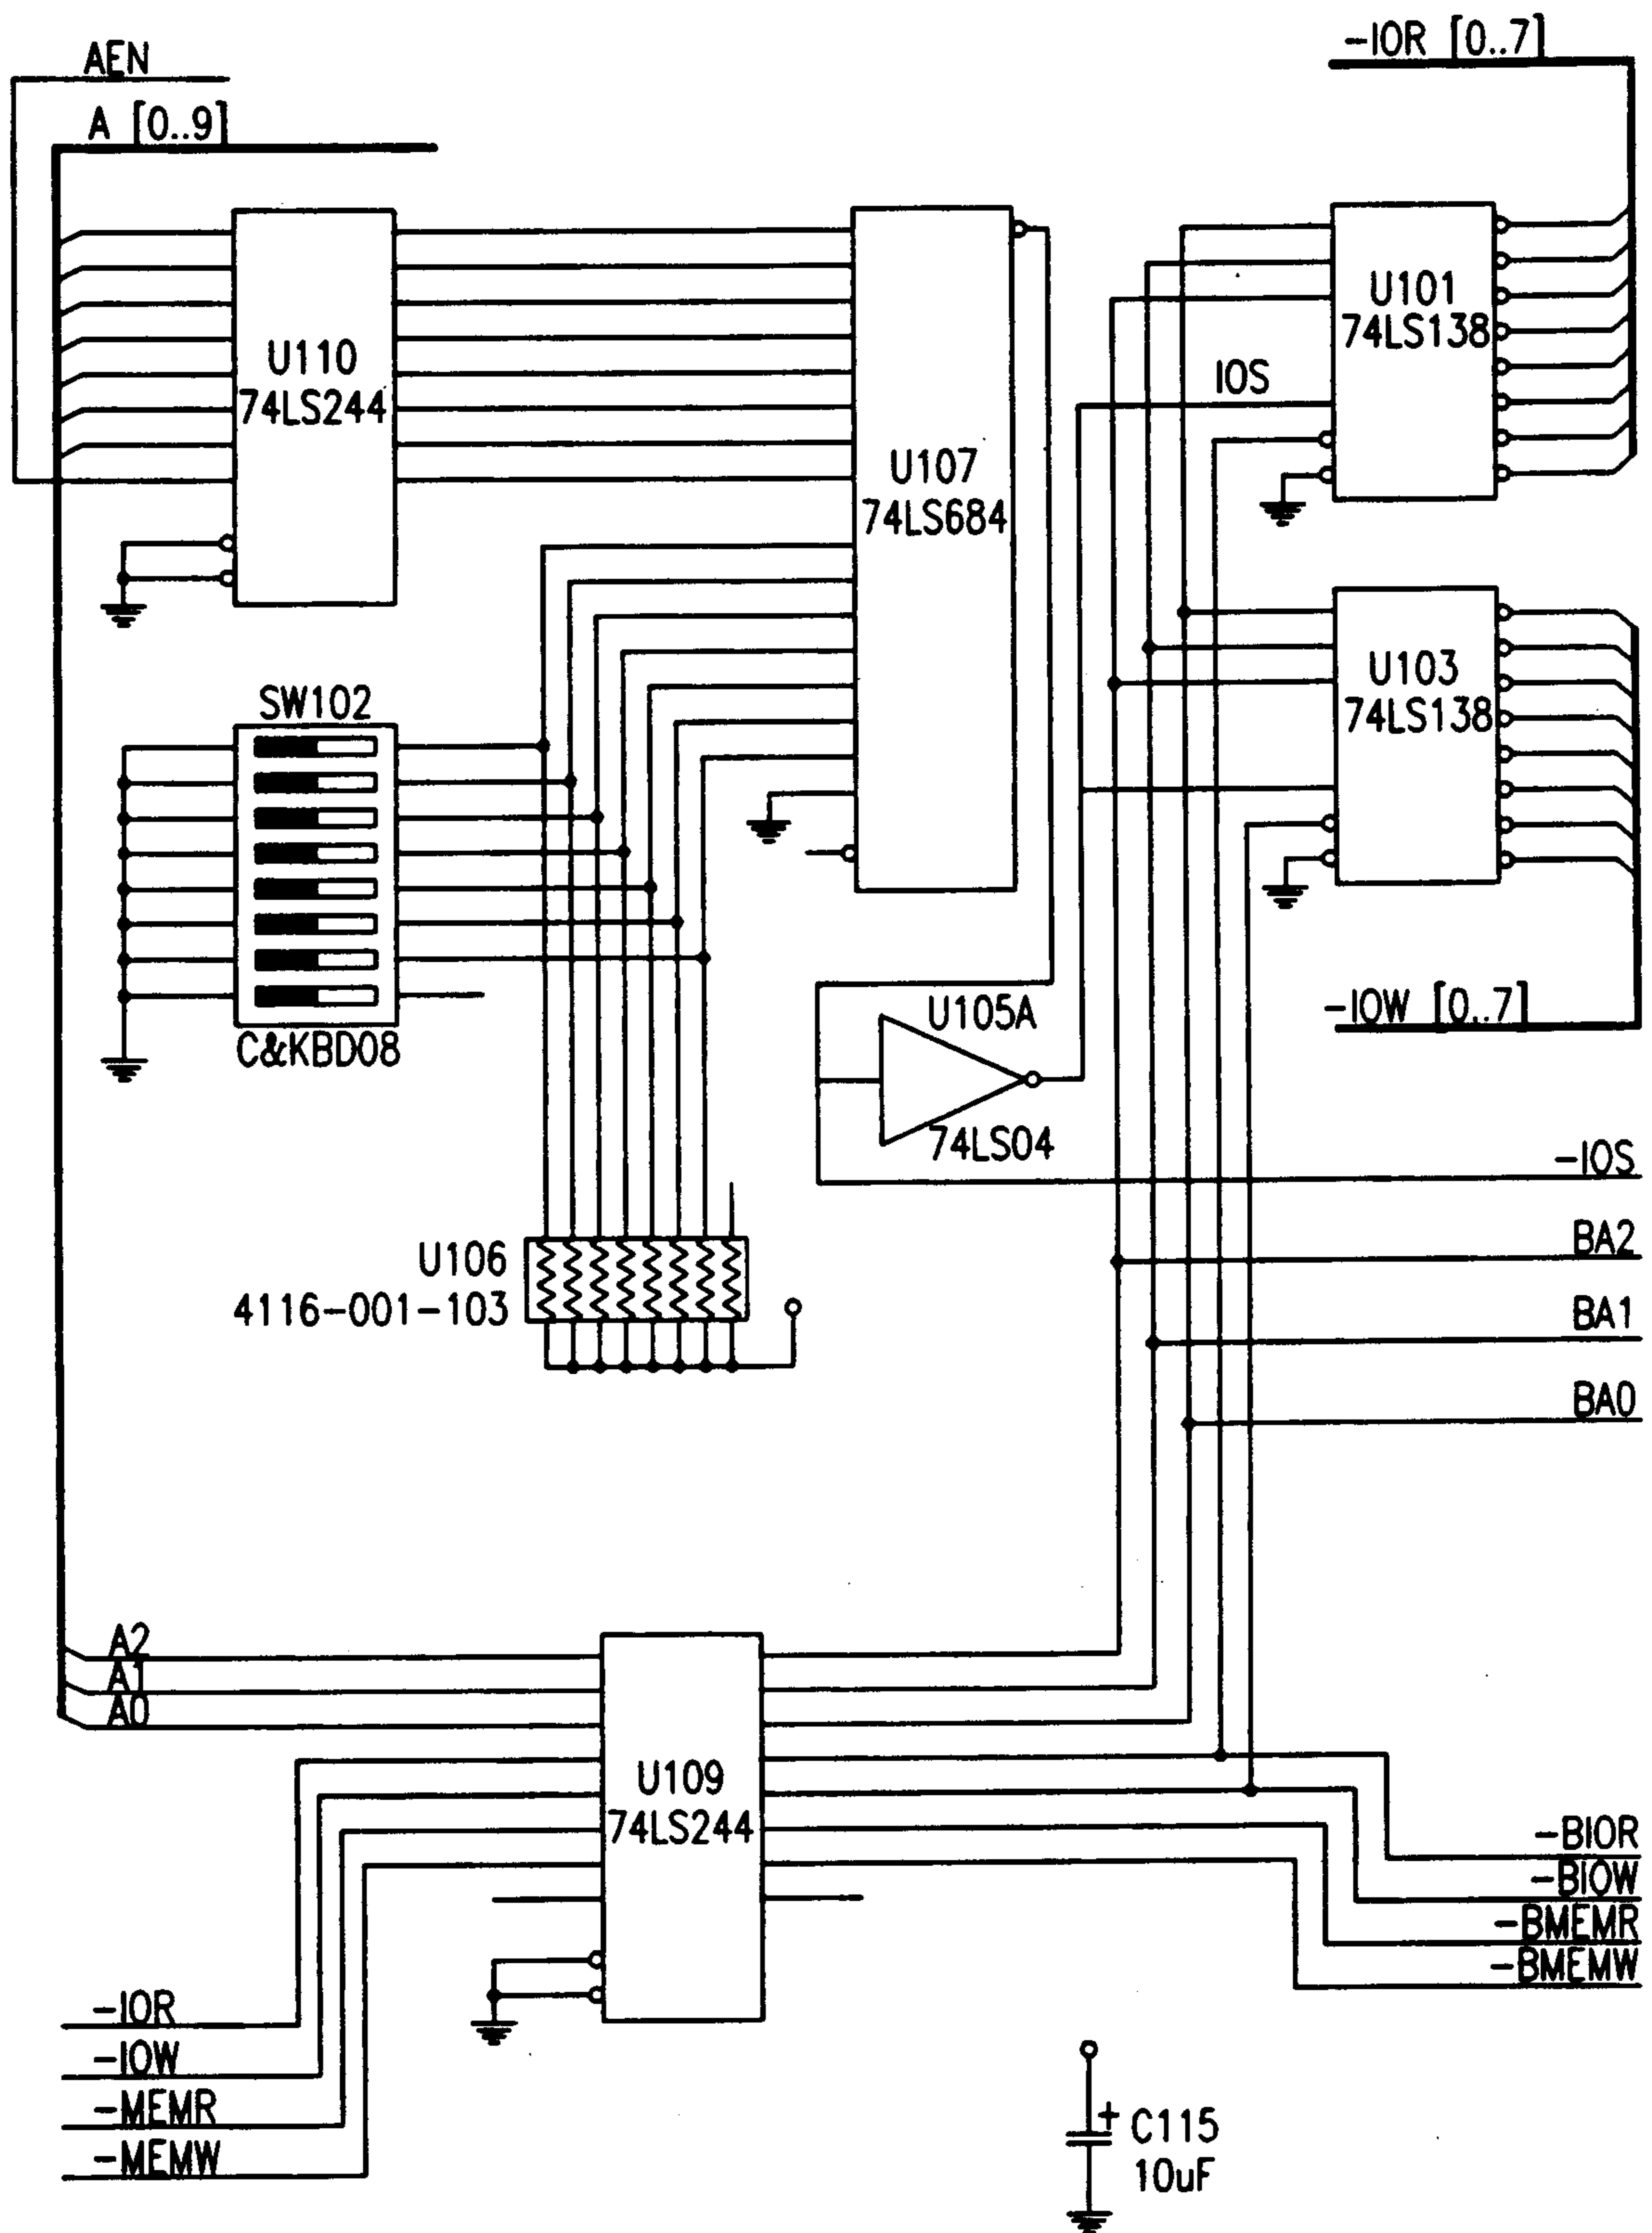 AEN
A [0..9]
-IOR [0..7]
U110
74LS244
U107
74LS684
U101
74LS138
IOS
U103
74LS138
SW102
C&KBD08
-IOW [0..7]
U105A
74LS04
-IOS
BA2
BA1
BA0
U106
4116-001-103
A2
A1
A0
U109
74LS244
-BIOR
-BIOW
-BMEMR
-BMEMW
-IOR
-IOW
-MEMR
-MEMW
+ C115
10uF